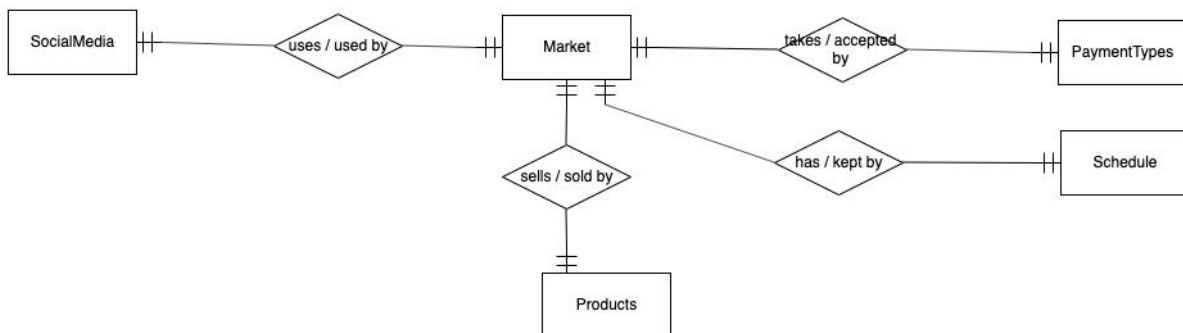 SocialMedia
uses / used by
Market
takes / accepted
by
PaymentTypes
has / kept by
Schedule
sells / sold by
Products